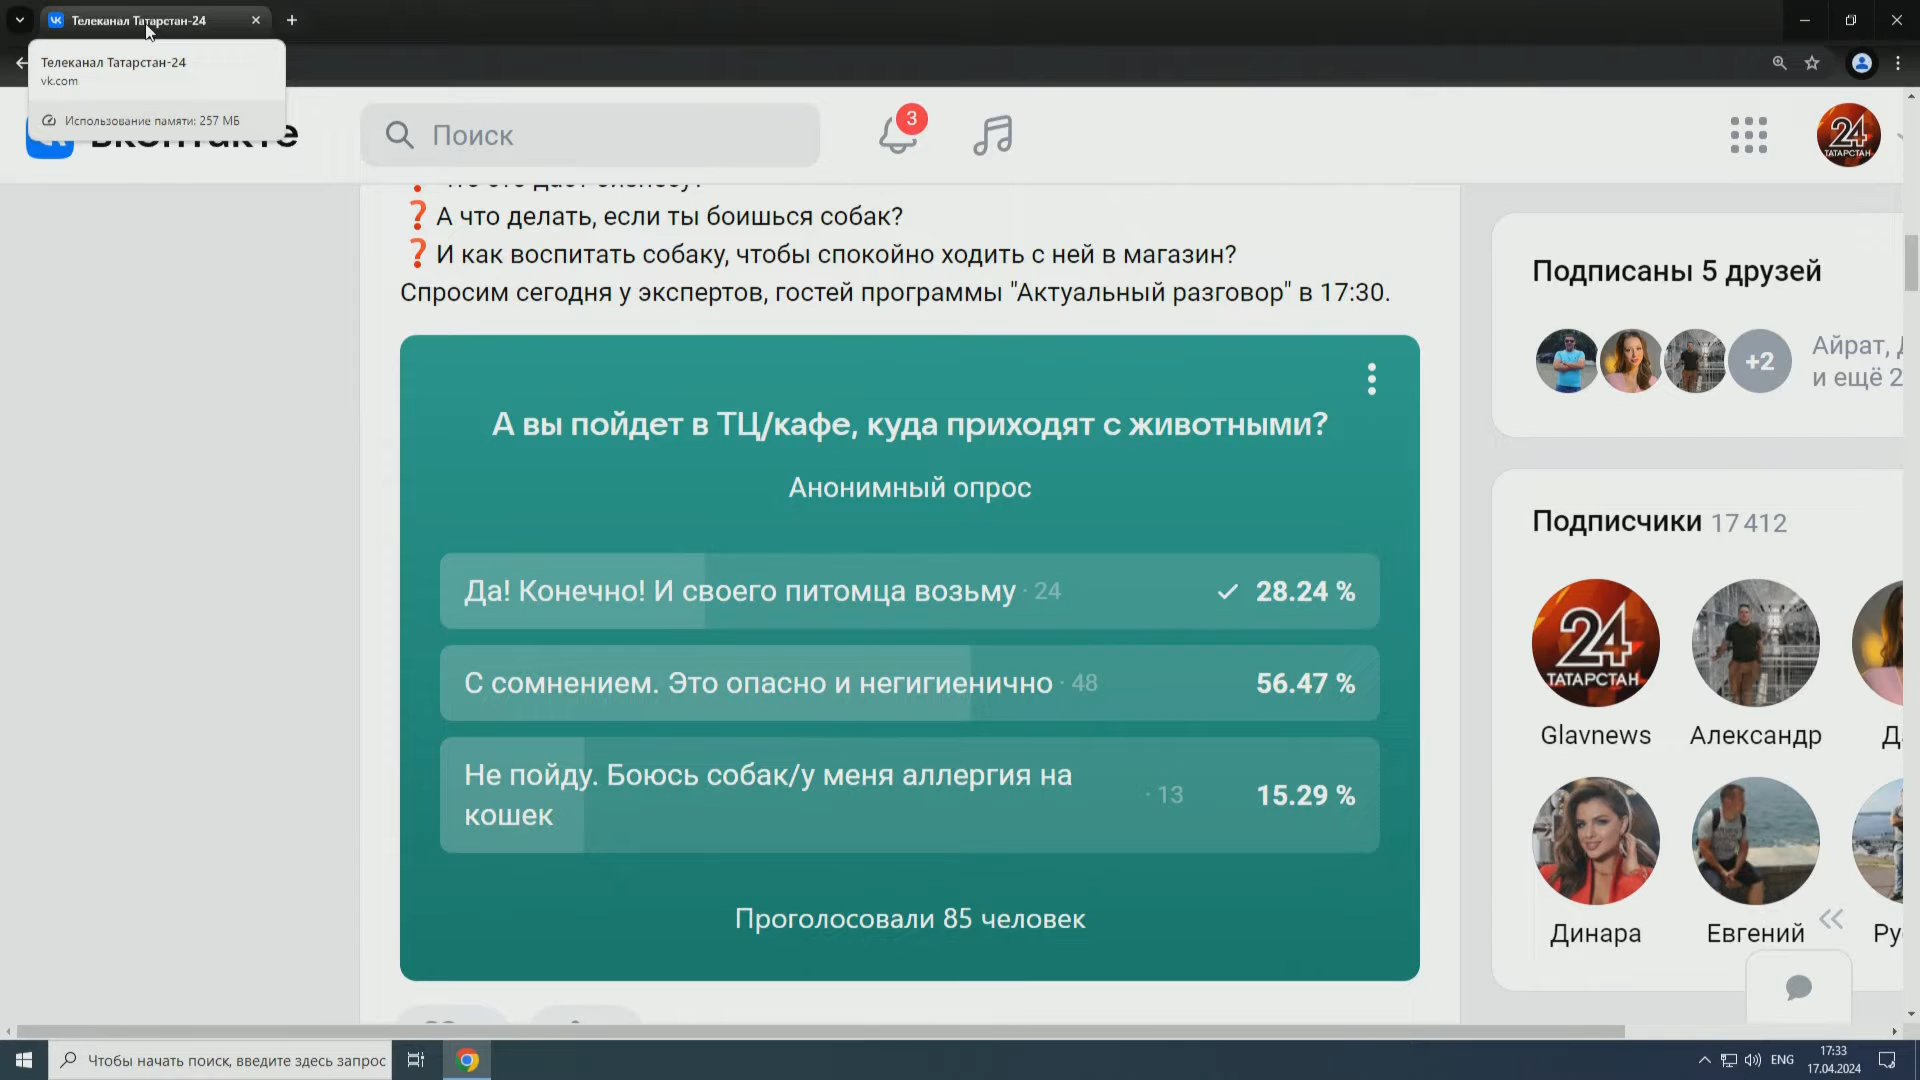 Телеканал Татарстан-24
Телеканал Татарстан-24
vk.com
Использование памяти: 257 МБ
Поиск
3
24
ТАТАРСТАН
❓А что делать, если ты боишься собак?
❓И как воспитать собаку, чтобы спокойно ходить с ней в магазин?
Спросим сегодня у экспертов, гостей программы "Актуальный разговор" в 17:30.
А вы пойдет в ТЦ/кафе, куда приходят с животными?
Анонимный опрос
Да! Конечно! И своего питомца возьму · 24 ✓ 28.24 %
С сомнением. Это опасно и негигиенично · 48 56.47 %
Не пойду. Боюсь собак/у меня аллергия на
кошек · 13 15.29 %
Проголосовали 85 человек
Подписаны 5 друзей
+2
Айрат,
и ещё 2
Подписчики 17 412
24
ТАТАРСТАН
Glavnews Александр
Динара Евгений Ру
Чтобы начать поиск, введите здесь запрос
ENG
17:33
17.04.2024